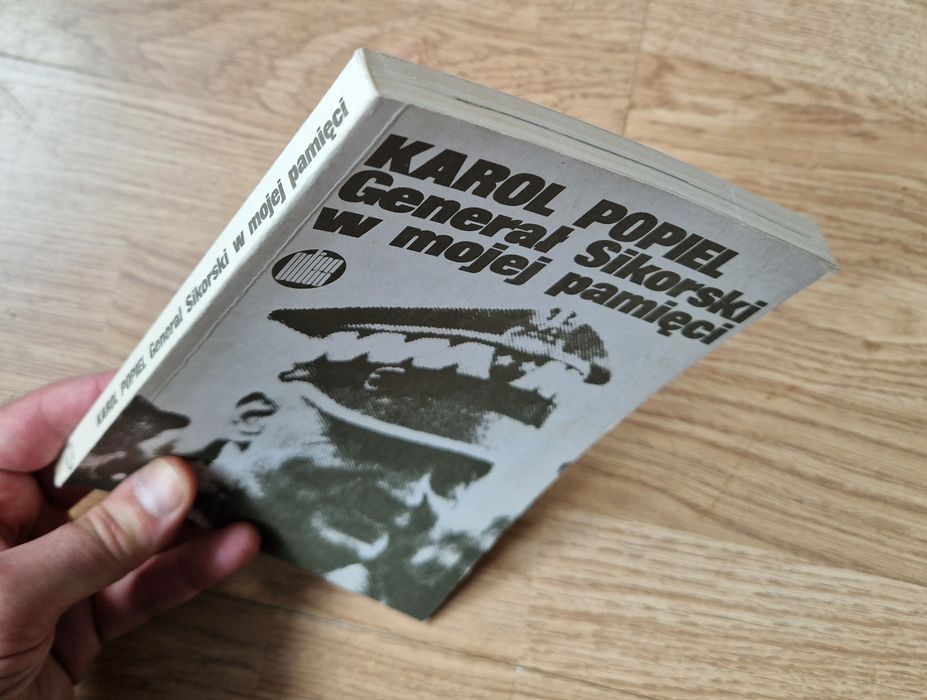 KAROL POPIEL Generał Sikorski w mojej pamięci
KAROL POPIEL
Generał Sikorski
w mojej pamięci